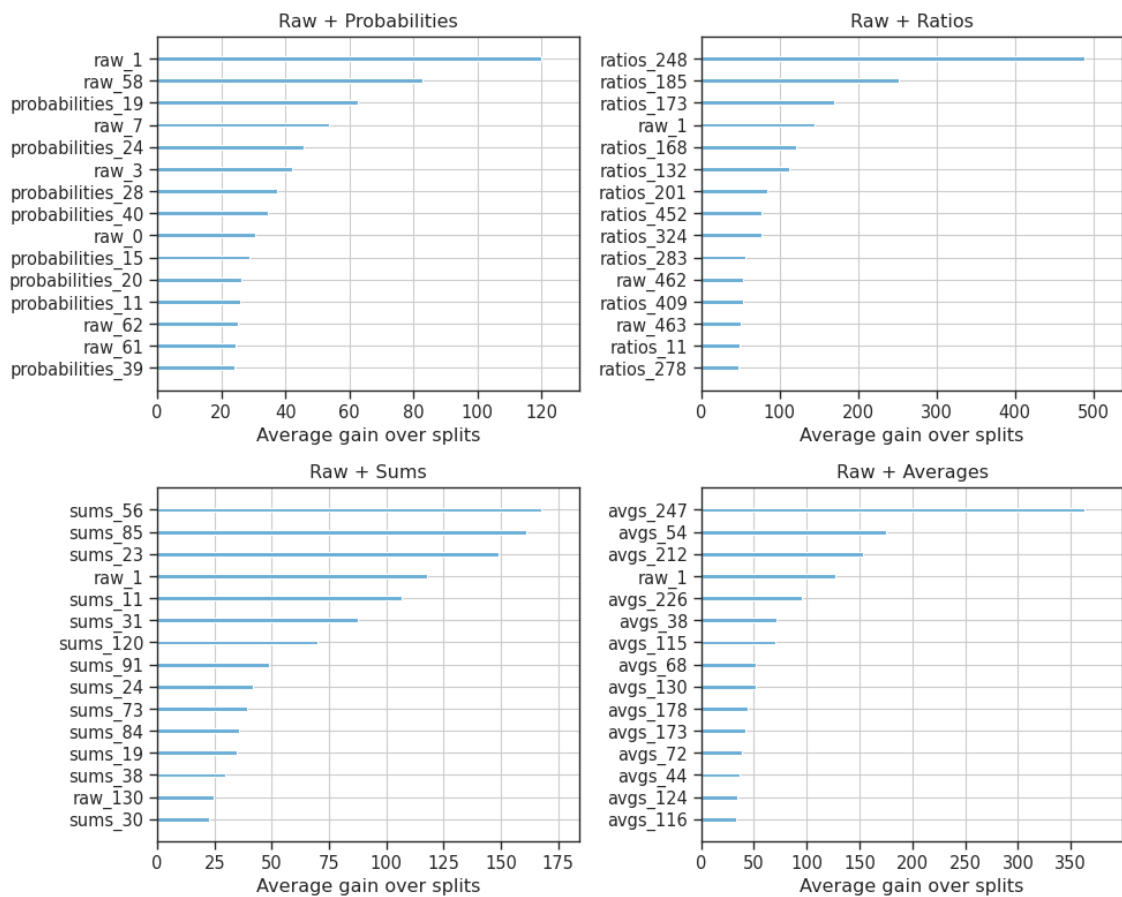 Raw + Probabilities
raw_1
raw_58
probabilities_19
raw_7
probabilities_24
raw_3
probabilities_28
probabilities_40
raw_0
probabilities_15
probabilities_20
probabilities_11
raw_62
raw_61
probabilities_39
0 20 40 60 80 100 120
Average gain over splits
Raw + Ratios
ratios_248
ratios_185
ratios_173
raw_1
ratios_168
ratios_132
ratios_201
ratios_452
ratios_324
ratios_283
raw_462
ratios_409
raw_463
ratios_11
ratios_278
0 100 200 300 400 500
Average gain over splits
Raw + Sums
sums_56
sums_85
sums_23
raw_1
sums_11
sums_31
sums_120
sums_91
sums_24
sums_73
sums_84
sums_19
sums_38
raw_130
sums_30
0 25 50 75 100 125 150 175
Average gain over splits
Raw + Averages
avgs_247
avgs_54
avgs_212
raw_1
avgs_226
avgs_38
avgs_115
avgs_68
avgs_130
avgs_178
avgs_173
avgs_72
avgs_44
avgs_124
avgs_116
0 50 100 150 200 250 300 350
Average gain over splits